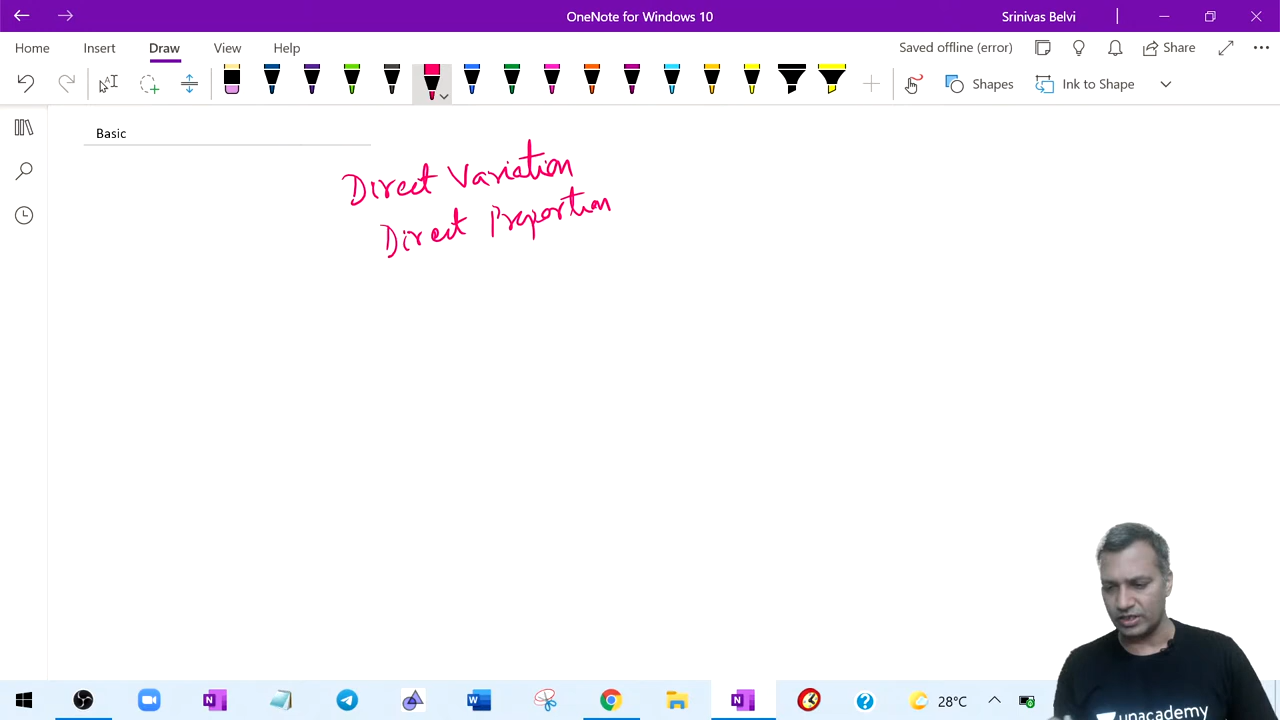 OneNote for Windows 10
Srinivas Belvi
Home Insert Draw View Help
Saved offline (error)
Share
Shapes
Ink to Shape
Basic
Direct Variation
Direct Proportion
28°C
unacademy